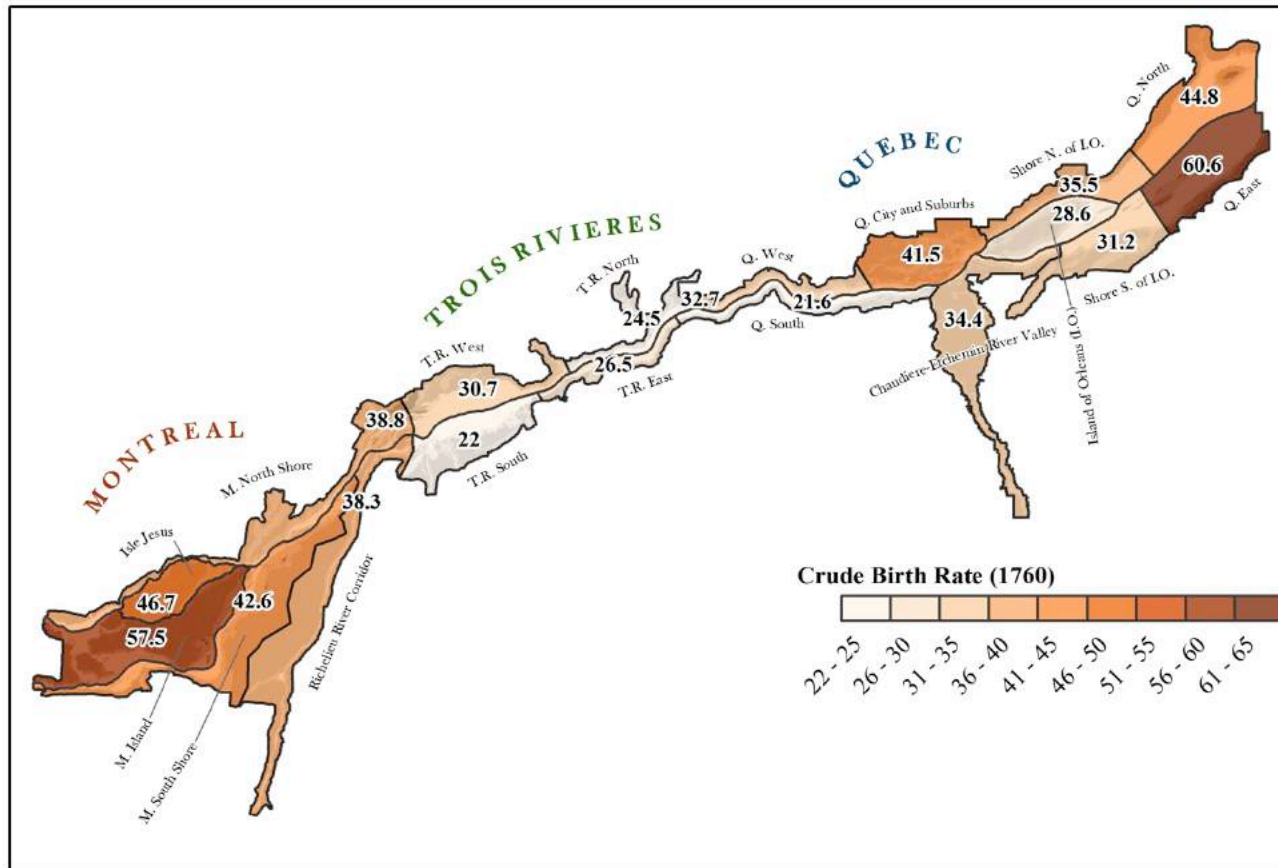 Q. North
44.8
QUEBEC
Shore N. of I.O.
60.6
35.5
Q. East
Q. City and Suburbs
28.6
TROIS RIVIERES
41.5
31.2
T.R. North
Q. West
Shore S. of I.O.
32.7
21.6
24.5
Q. South
34.4
Island of Orleans (I.O.)
Chaudiere-Etchemin River Valley
T.R. West
26.5
T.R. East
30.7
38.8
22
T.R. South
MONTREAL
M. North Shore
38.3
Isle Jesus
46.7
42.6
57.5
Richelieu River Corridor
M. Island
M. South Shore
Crude Birth Rate (1760)
22 - 25
26 - 30
31 - 35
36 - 40
41 - 45
46 - 50
51 - 55
56 - 60
61 - 65